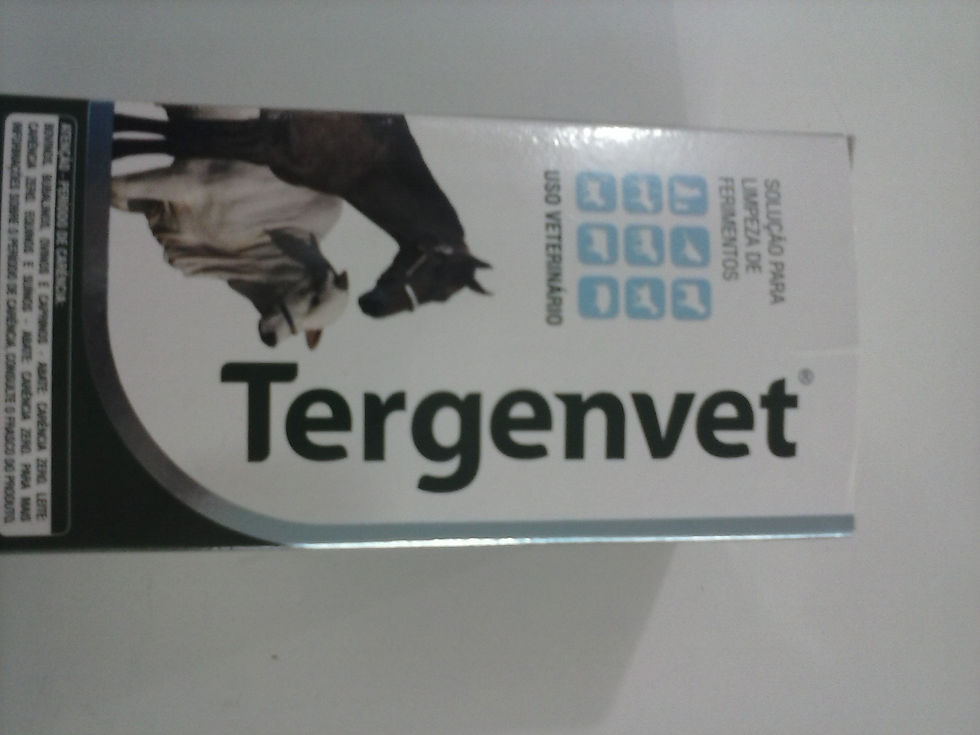 SOLUÇÃO PARA
LIMPEZA DE
FERIMENTOS
USO VETERINÁRIO
Tergenvet®
ATENÇÃO - PERÍODO DE CARÊNCIA:
BOVINOS, BUBALINOS, OVINOS E CAPRINOS - ABATE: CARÊNCIA ZERO. LEITE:
CARÊNCIA ZERO. EQUINOS E SUÍNOS - ABATE: CARÊNCIA ZERO. PARA MAIS
INFORMAÇÕES SOBRE O PERÍODO DE CARÊNCIA, CONSULTE O FRASCO DO PRODUTO.